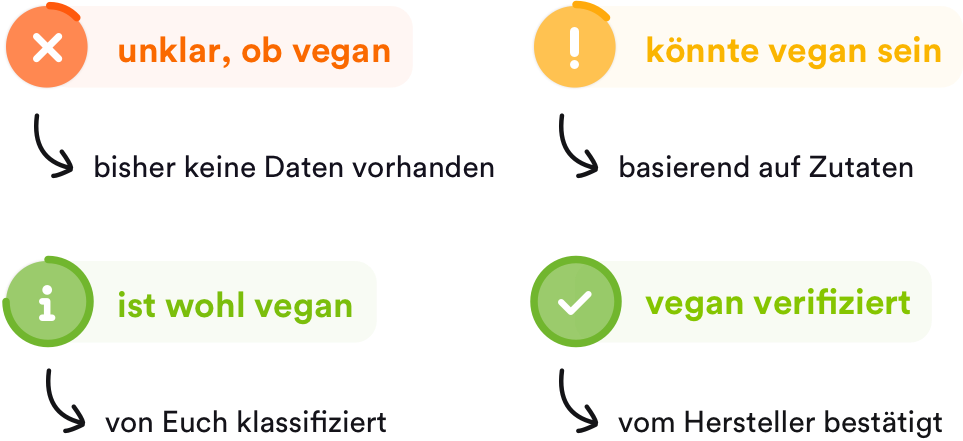 unklar, ob vegan
könnte vegan sein
bisher keine Daten vorhanden
basierend auf Zutaten
ist wohl vegan
vegan verifiziert
von Euch klassifiziert
vom Hersteller bestätigt